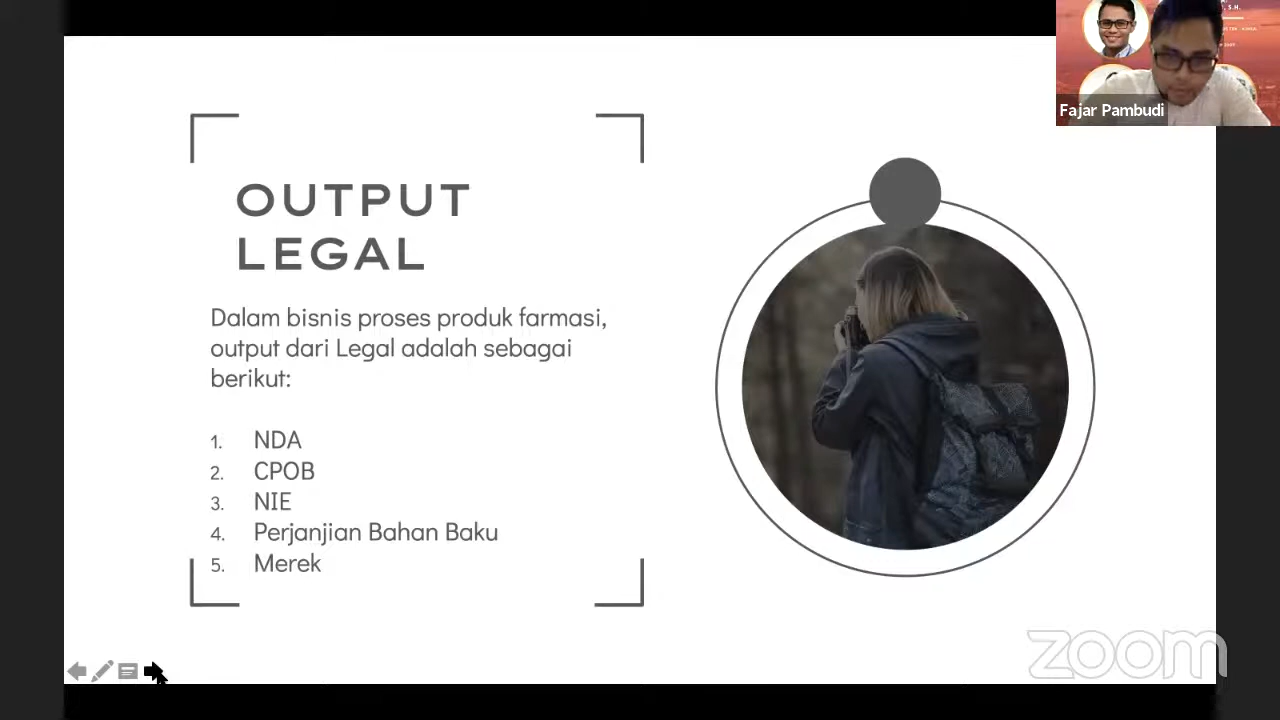 OUTPUT
LEGAL
Dalam bisnis proses produk farmasi,
output dari Legal adalah sebagai
berikut:
1. NDA
2. CPOB
3. NIE
4. Perjanjian Bahan Baku
5. Merek
S.H.
Fajar Pambudi
zoom